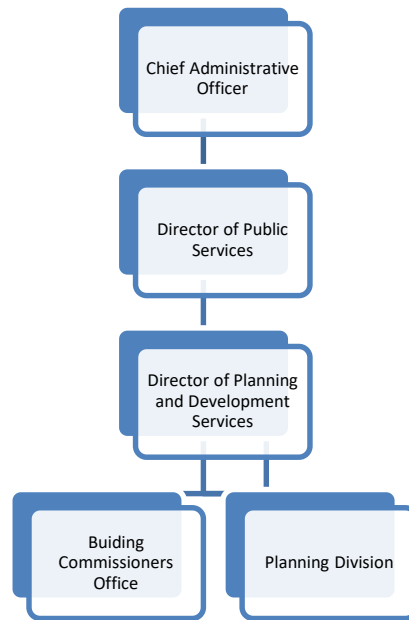 Chief Administrative
Officer
Director of Public
Services
Director of Planning
and Development
Services
Buiding
Commissioners
Office
Planning Division